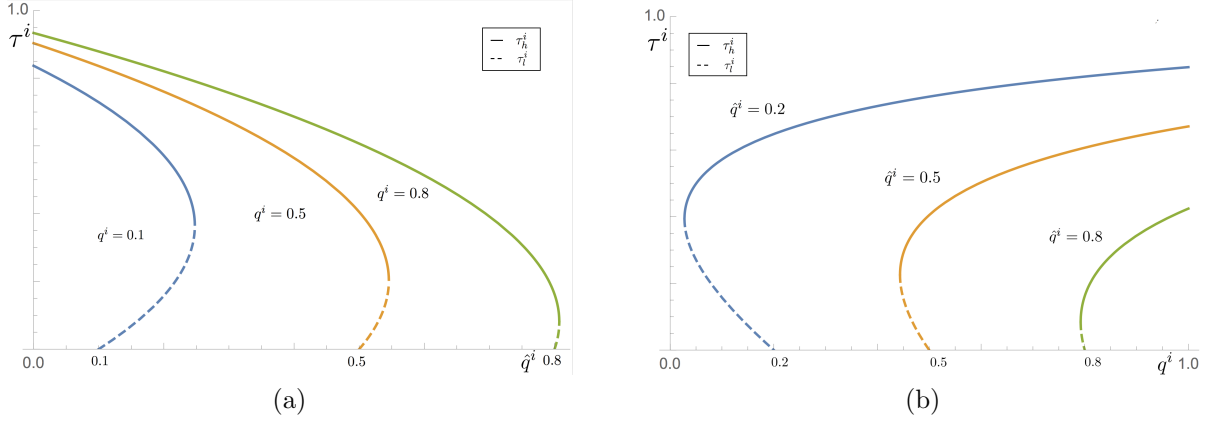 1.0
τ^i
τ_h^i
τ_l^i
q^i = 0.8
q^i = 0.5
q^i = 0.1
0.0
0.1
0.5
q̂^i
0.8
(a)
1.0
τ^i
τ_h^i
τ_l^i
q̂^i = 0.2
q̂^i = 0.5
q̂^i = 0.8
0.0
0.2
0.5
0.8
q^i
1.0
(b)